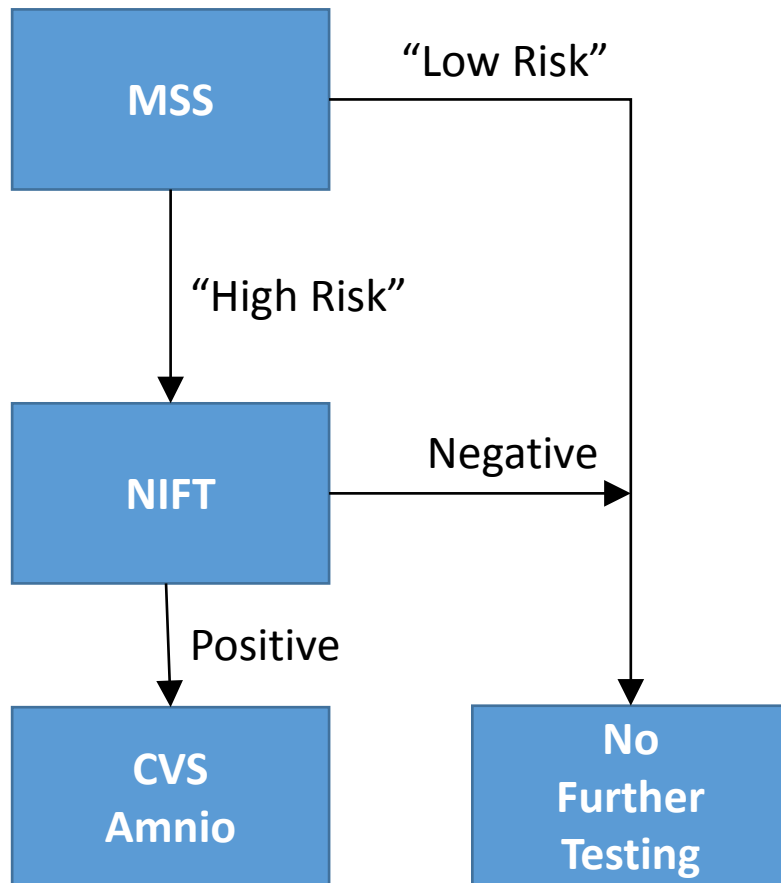 “Low Risk”
MSS
“High Risk”
Negative
NIFT
Positive
CVS
Amnio
No
Further
Testing